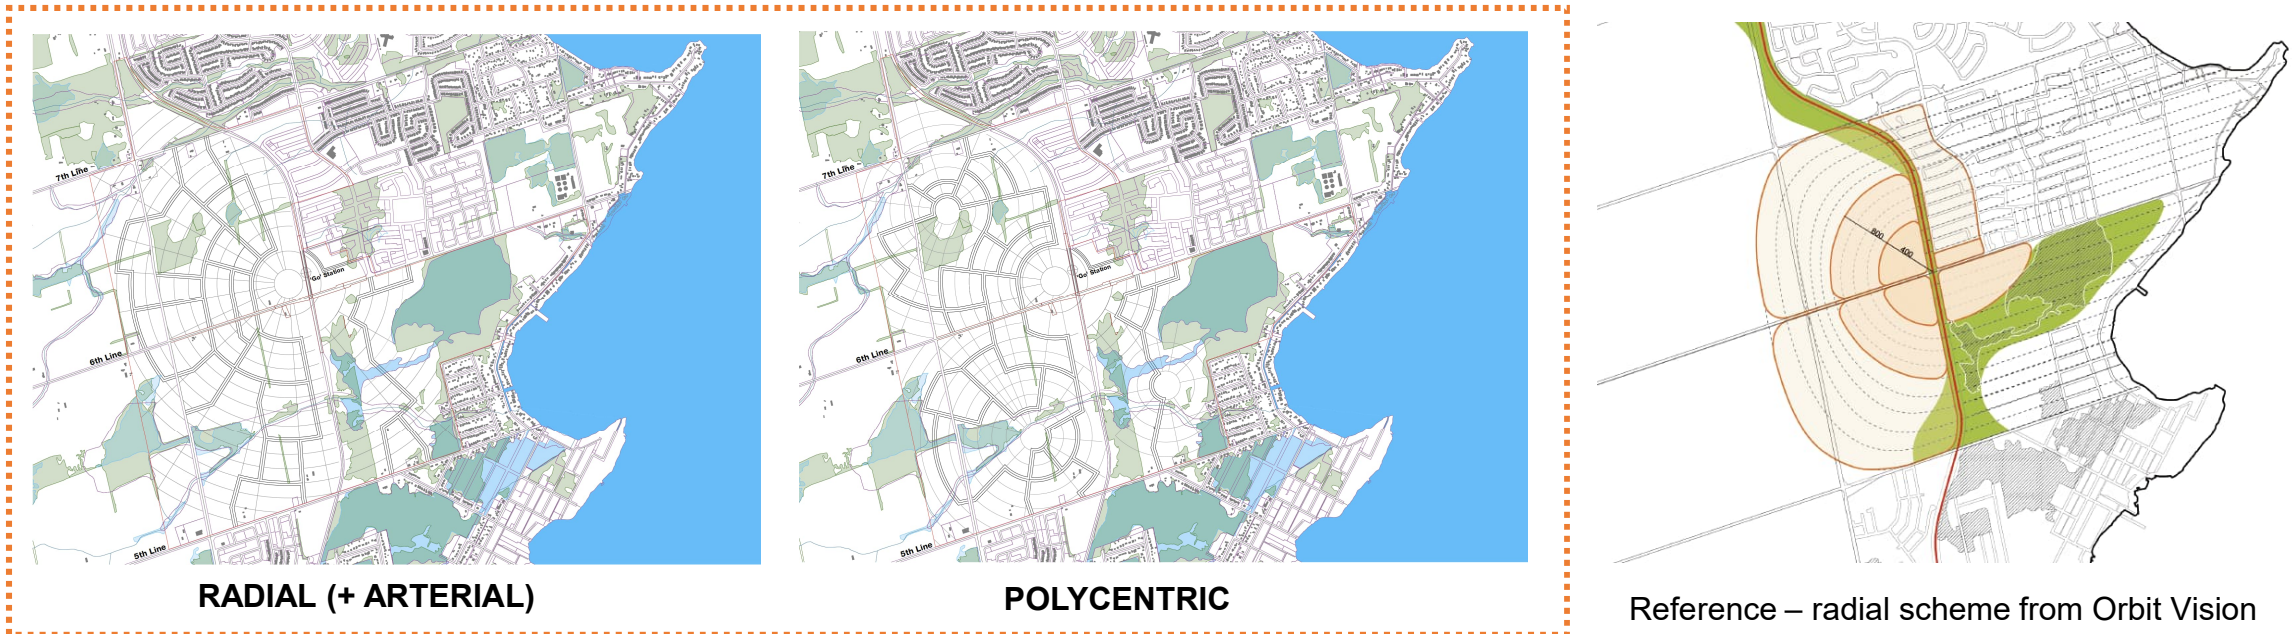 7th Line
Go' Station
6th Line
5th Line
RADIAL (+ ARTERIAL)
7th Line
Go' Station
6th Line
5th Line
POLYCENTRIC
800
400
Reference – radial scheme from Orbit Vision